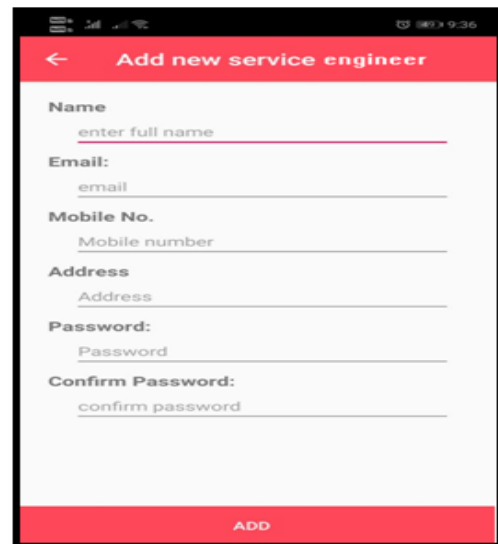 9:36
Add new service engineer
Name
enter full name
Email:
email
Mobile No.
Mobile number
Address
Address
Password:
Password
Confirm Password:
confirm password
ADD